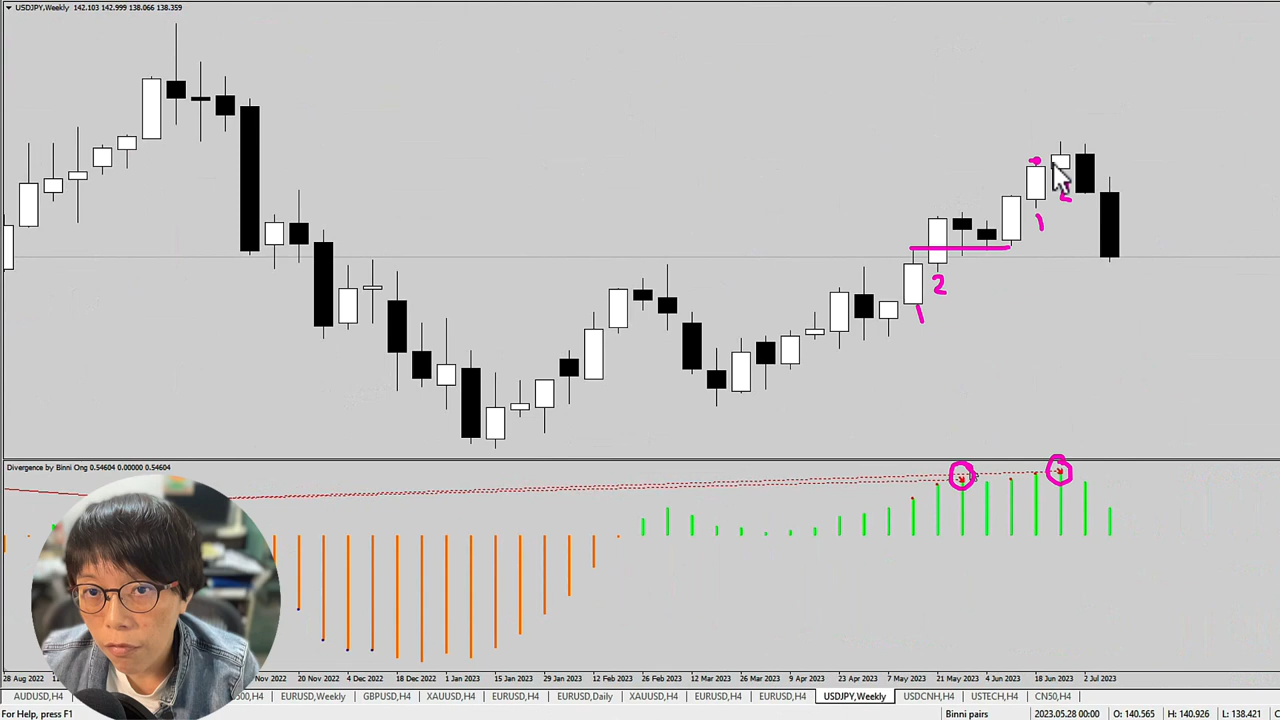 USDJPY,Weekly 142.103 142.999 138.066 138.359
1
2
1
2
Divergence by Binni Ong 0.54604 0.00000 0.54604
28 Aug 2022 Nov 2022 20 Nov 2022 4 Dec 2022 18 Dec 2022 1 Jan 2023 15 Jan 2023 29 Jan 2023 12 Feb 2023 26 Feb 2023 12 Mar 2023 26 Mar 2023 9 Apr 2023 23 Apr 2023 7 May 2023 21 May 2023 4 Jun 2023 18 Jun 2023 2 Jul 2023
AUDUSD,H4 500,H4 EURUSD,Weekly GBPUSD,H4 XAUUSD,H4 EURUSD,H4 EURUSD,Daily XAUUSD,H4 EURUSD,H4 EURUSD,H4 USDJPY,Weekly USDCNH,H4 USTECH,H4 CN50,H4
For Help, press F1 Binni pairs 2023.05.28 00:00 O: 140.565 H: 140.926 L: 138.421